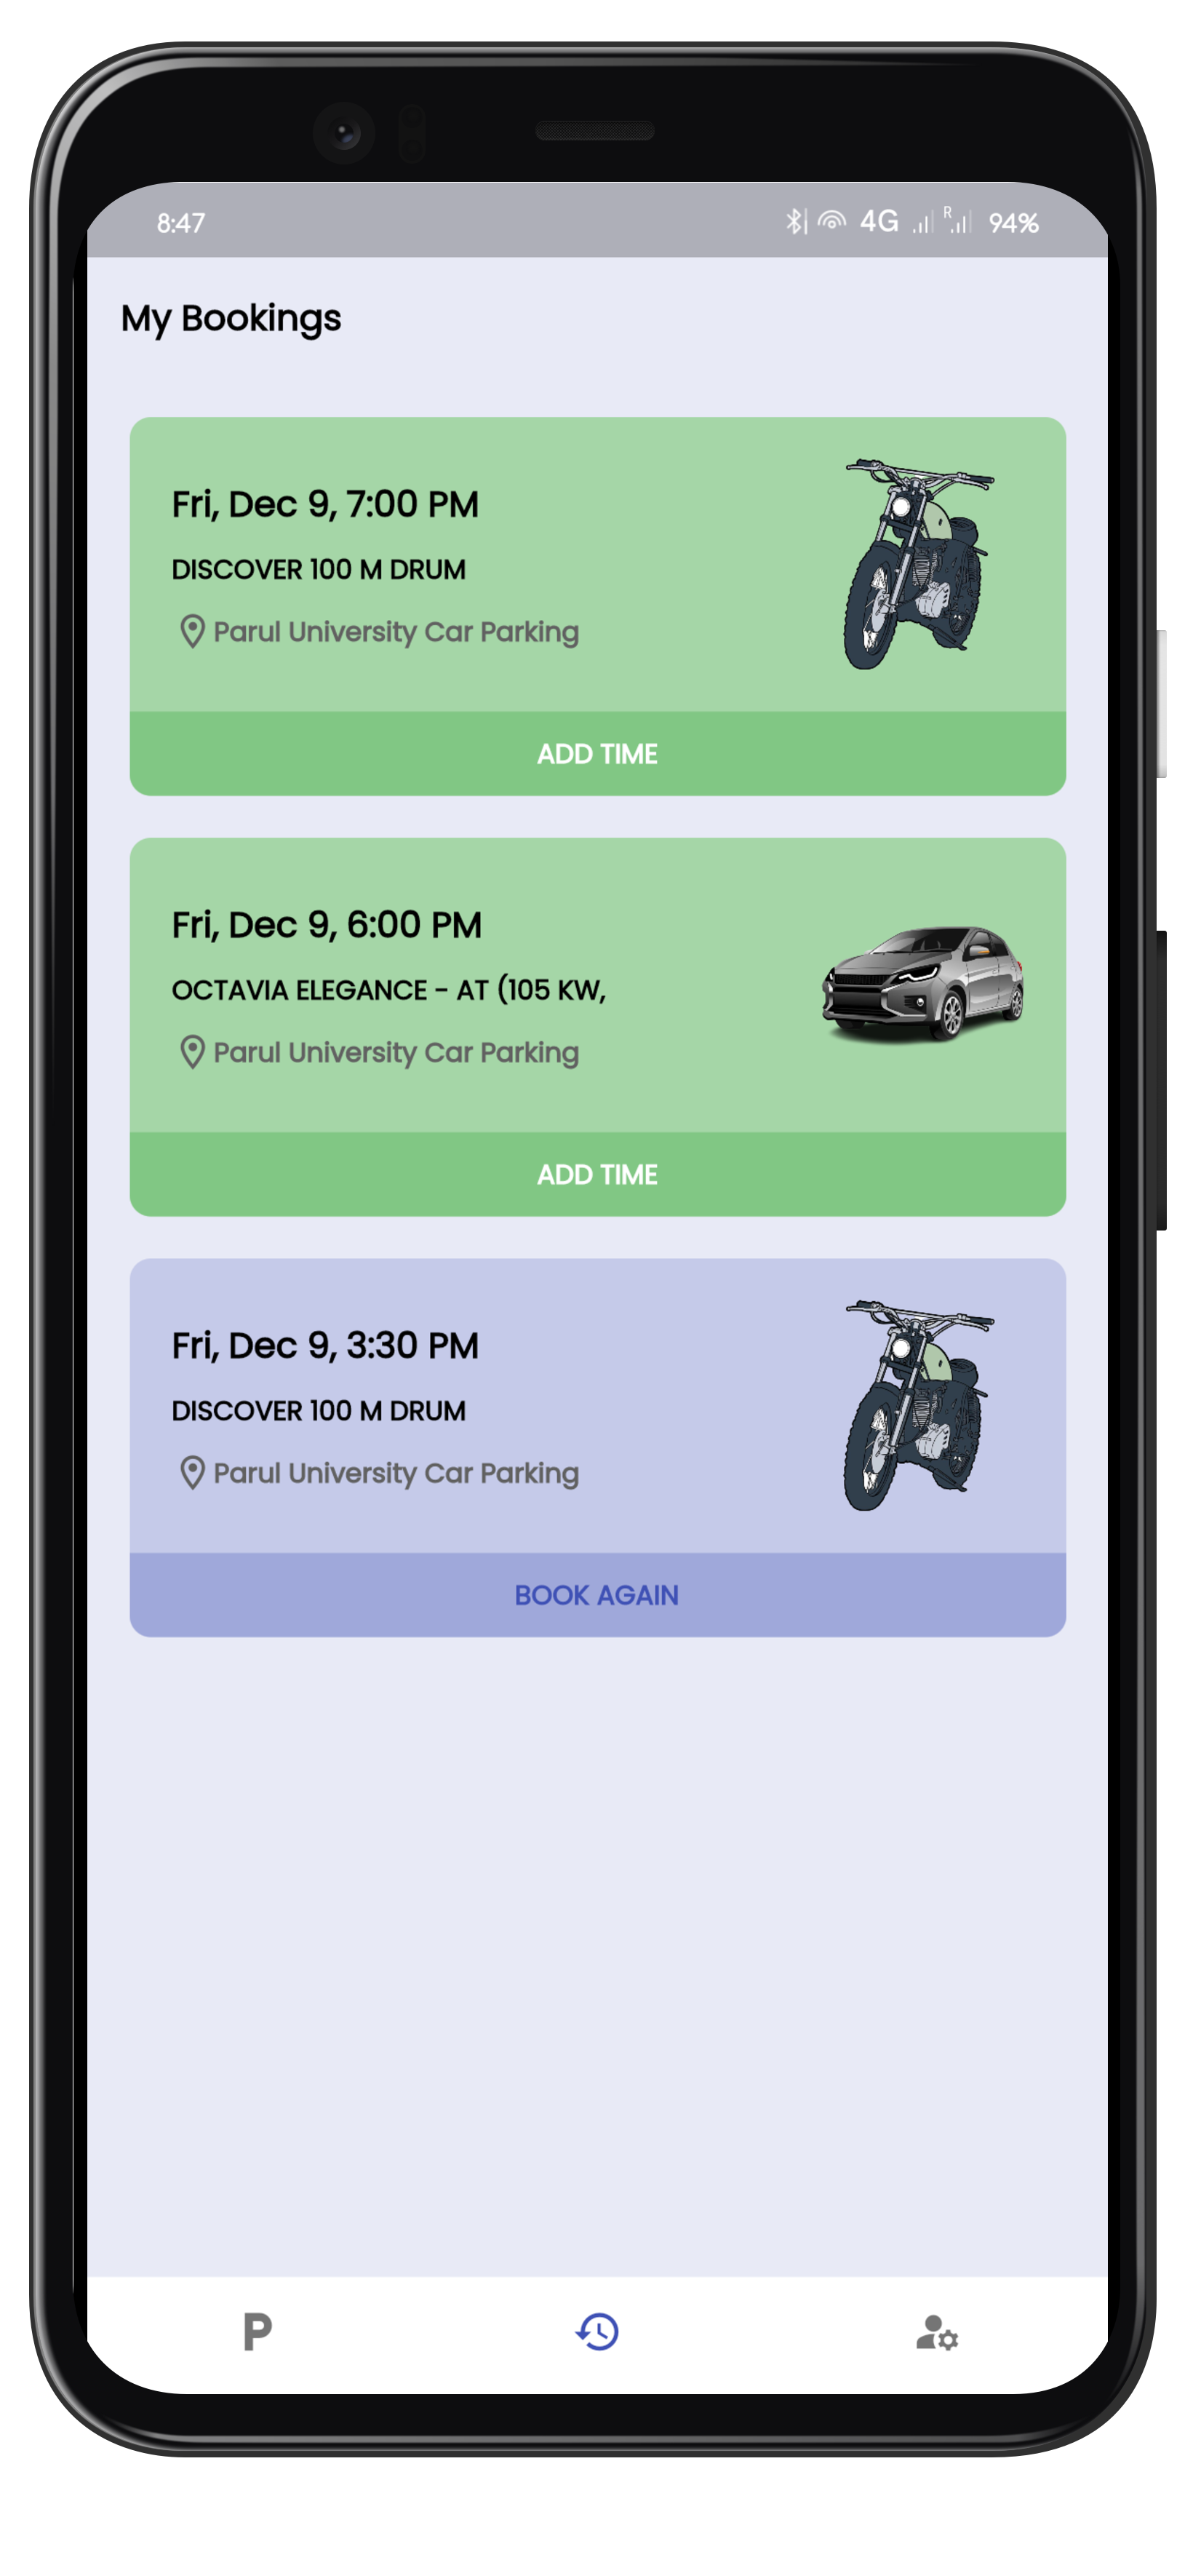 8:47 4G R 94%
My Bookings
Fri, Dec 9, 7:00 PM
DISCOVER 100 M DRUM
Parul University Car Parking
ADD TIME
Fri, Dec 9, 6:00 PM
OCTAVIA ELEGANCE - AT (105 KW,
Parul University Car Parking
ADD TIME
Fri, Dec 9, 3:30 PM
DISCOVER 100 M DRUM
Parul University Car Parking
BOOK AGAIN
P